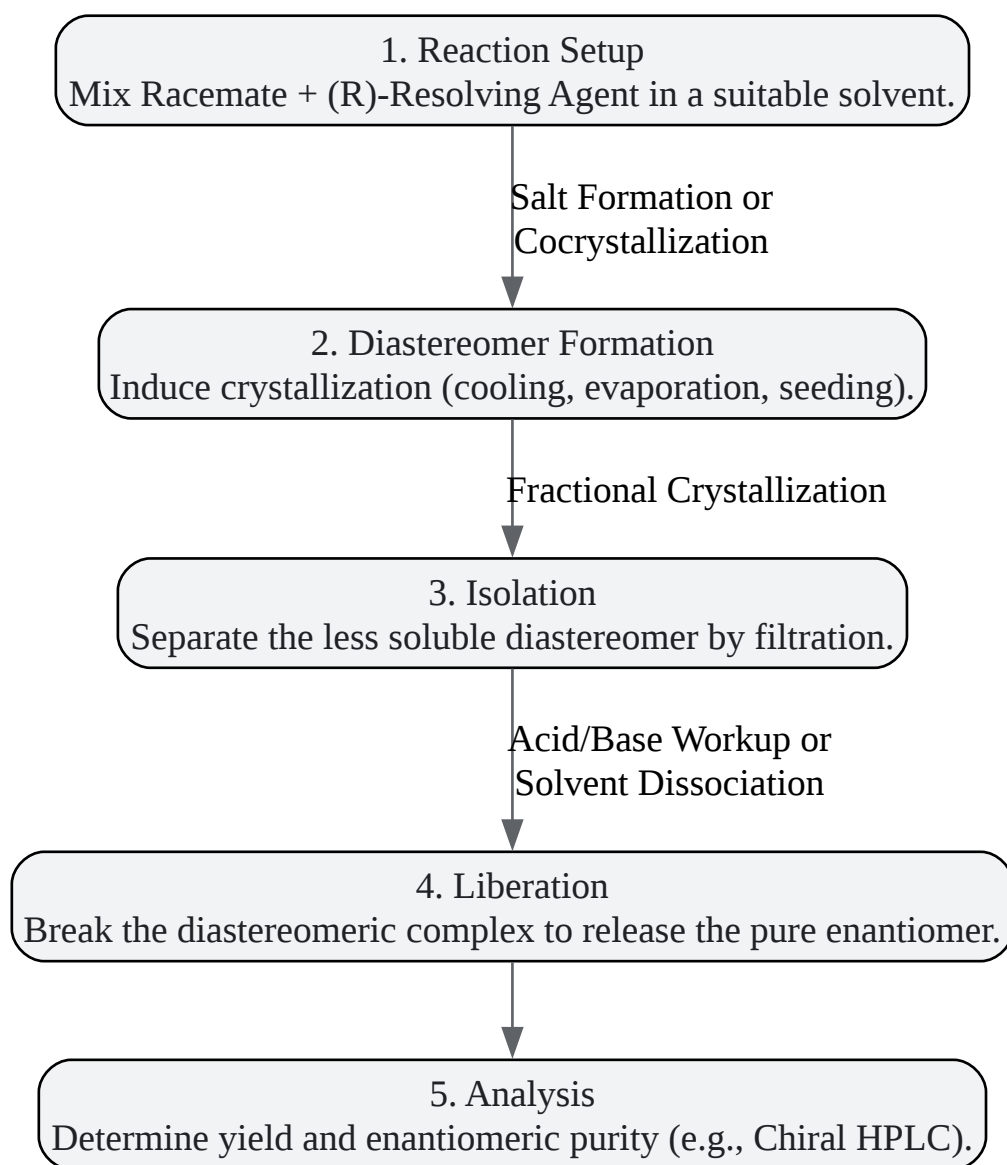 1. Reaction Setup
Mix Racemate + (R)-Resolving Agent in a suitable solvent.
Salt Formation or
Cocrystallization
2. Diastereomer Formation
Induce crystallization (cooling, evaporation, seeding).
Fractional Crystallization
3. Isolation
Separate the less soluble diastereomer by filtration.
Acid/Base Workup or
Solvent Dissociation
4. Liberation
Break the diastereomeric complex to release the pure enantiomer.
5. Analysis
Determine yield and enantiomeric purity (e.g., Chiral HPLC).